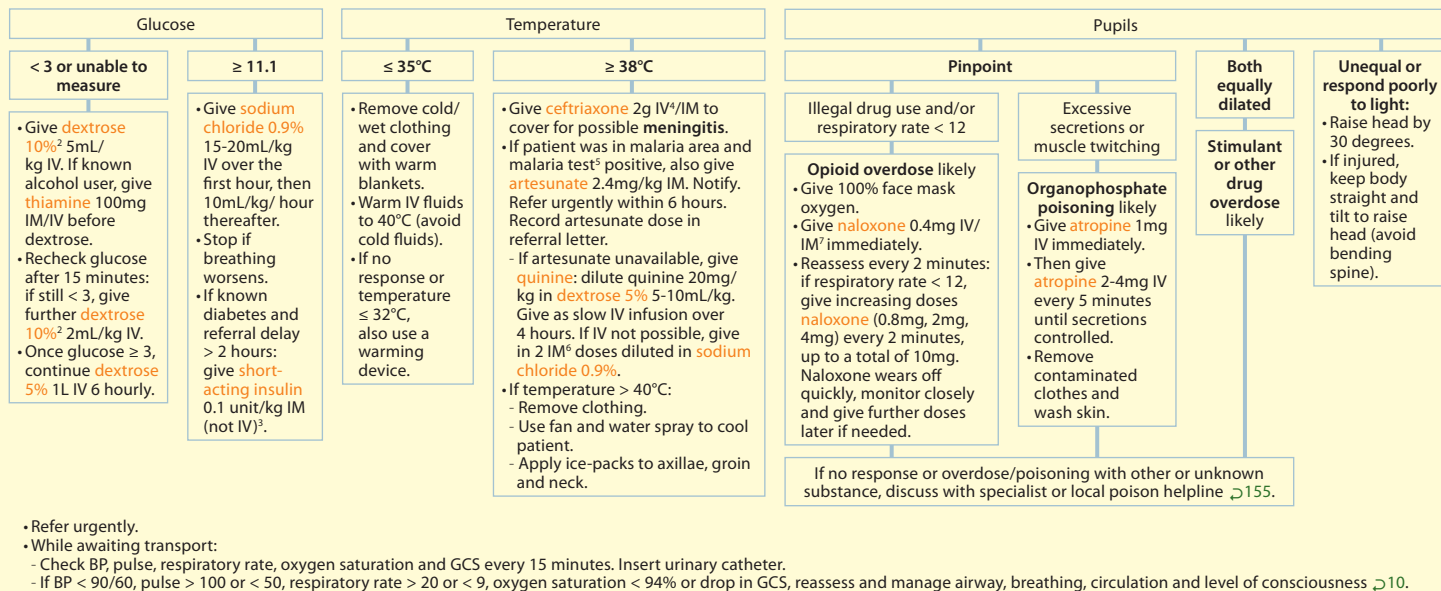 Glucose
< 3 or unable to
measure
• Give dextrose
10%² 5mL/
kg IV. If known
alcohol user, give
thiamine 100mg
IM/IV before
dextrose.
• Recheck glucose
after 15 minutes:
if still < 3, give
further dextrose
10%² 2mL/kg IV.
• Once glucose ≥ 3,
continue dextrose
5% 1L IV 6 hourly.
≥ 11.1
• Give sodium
chloride 0.9%
15-20mL/kg
IV over the
first hour, then
10mL/kg/ hour
thereafter.
• Stop if
breathing
worsens.
• If known
diabetes and
referral delay
> 2 hours:
give short-
acting insulin
0.1 unit/kg IM
(not IV)³.
Temperature
≤ 35°C
• Remove cold/
wet clothing
and cover
with warm
blankets.
• Warm IV fluids
to 40°C (avoid
cold fluids).
• If no
response or
temperature
≤ 32°C,
also use a
warming
device.
≥ 38°C
• Give ceftriaxone 2g IV⁴/IM to
cover for possible meningitis.
• If patient was in malaria area and
malaria test⁵ positive, also give
artesunate 2.4mg/kg IM. Notify.
Refer urgently within 6 hours.
Record artesunate dose in
referral letter.
- If artesunate unavailable, give
quinine: dilute quinine 20mg/
kg in dextrose 5% 5-10mL/kg.
Give as slow IV infusion over
4 hours. If IV not possible, give
in 2 IM⁶ doses diluted in sodium
chloride 0.9%.
• If temperature > 40°C:
- Remove clothing.
- Use fan and water spray to cool
patient.
- Apply ice-packs to axillae, groin
and neck.
Pupils
Pinpoint
Illegal drug use and/or
respiratory rate < 12
Opioid overdose likely
• Give 100% face mask
oxygen.
• Give naloxone 0.4mg IV/
IM⁷ immediately.
• Reassess every 2 minutes:
if respiratory rate < 12,
give increasing doses
naloxone (0.8mg, 2mg,
4mg) every 2 minutes,
up to a total of 10mg.
Naloxone wears off
quickly, monitor closely
and give further doses
later if needed.
Excessive
secretions or
muscle twitching
Organophosphate
poisoning likely
• Give atropine 1mg
IV immediately.
• Then give
atropine 2-4mg IV
every 5 minutes
until secretions
controlled.
• Remove
contaminated
clothes and
wash skin.
Both
equally
dilated
Stimulant
or other
drug
overdose
likely
Unequal or
respond poorly
to light:
• Raise head by
30 degrees.
• If injured,
keep body
straight and
tilt to raise
head (avoid
bending
spine).
If no response or overdose/poisoning with other or unknown
substance, discuss with specialist or local poison helpline ⮌155.
• Refer urgently.
• While awaiting transport:
- Check BP, pulse, respiratory rate, oxygen saturation and GCS every 15 minutes. Insert urinary catheter.
- If BP < 90/60, pulse > 100 or < 50, respiratory rate > 20 or < 9, oxygen saturation < 94% or drop in GCS, reassess and manage airway, breathing, circulation and level of consciousness ⮌10.